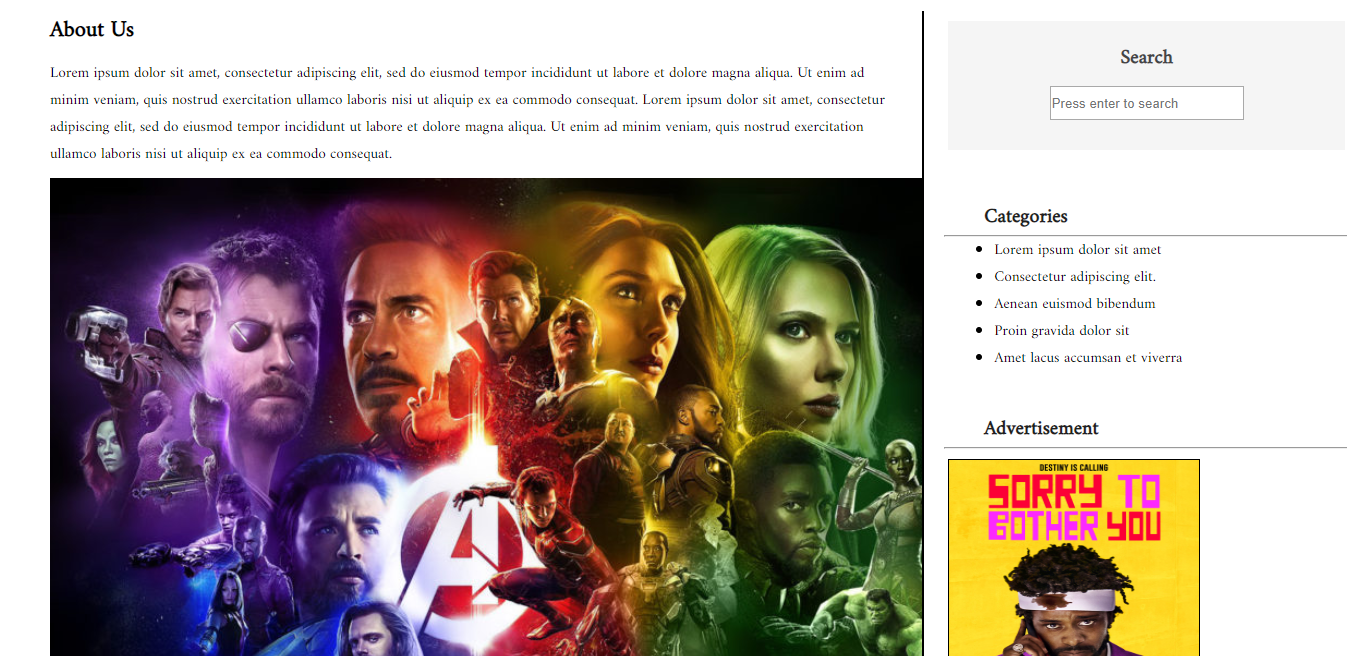 About Us
Lorem ipsum dolor sit amet, consectetur adipiscing elit, sed do eiusmod tempor incididunt ut labore et dolore magna aliqua. Ut enim ad
minim veniam, quis nostrud exercitation ullamco laboris nisi ut aliquip ex ea commodo consequat. Lorem ipsum dolor sit amet, consectetur
adipiscing elit, sed do eiusmod tempor incididunt ut labore et dolore magna aliqua. Ut enim ad minim veniam, quis nostrud exercitation
ullamco laboris nisi ut aliquip ex ea commodo consequat.
Search
Press enter to search
Categories
Lorem ipsum dolor sit amet
Consectetur adipiscing elit.
Aenean euismod bibendum
Proin gravida dolor sit
Amet lacus accumsan et viverra
Advertisement
DESTINY IS CALLING
SORRY TO
BOTHER YOU